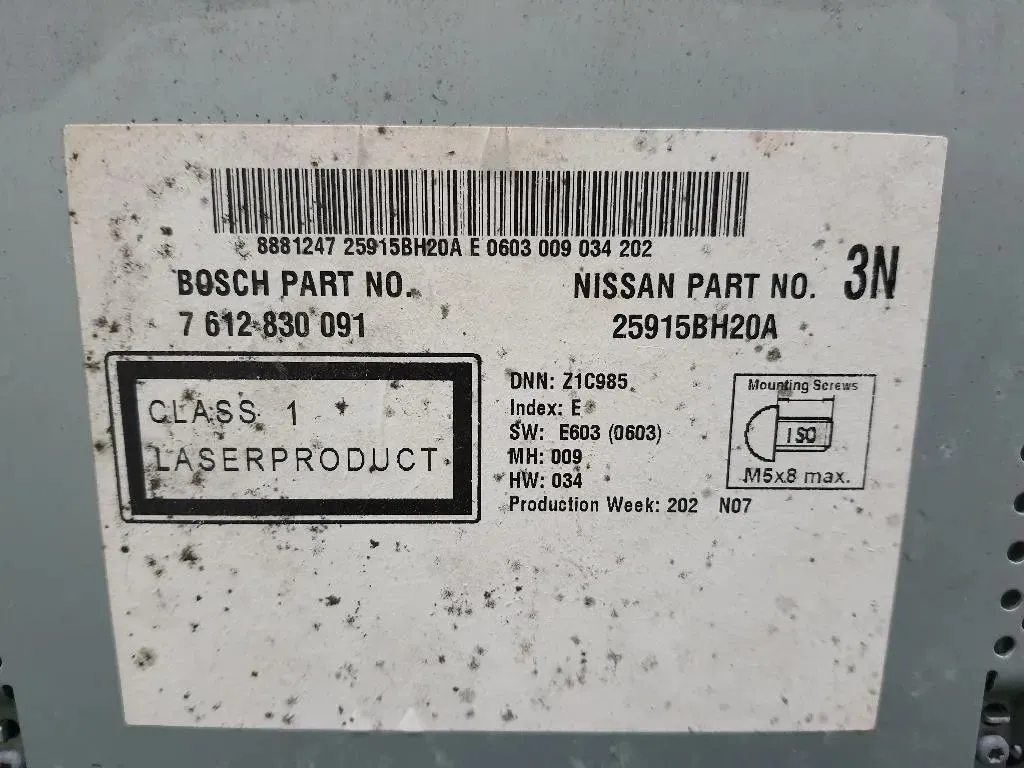 8881247 25915BH20A E 0603 009 034 202
BOSCH PART NO.
7 612 830 091
NISSAN PART NO. 3N
25915BH20A
CLASS 1
LASERPRODUCT
DNN: Z1C985
Index: E
SW: E603 (0603)
MH: 009
HW: 034
Production Week: 202 N07
Mounting Screws
ISO
M5x8 max.